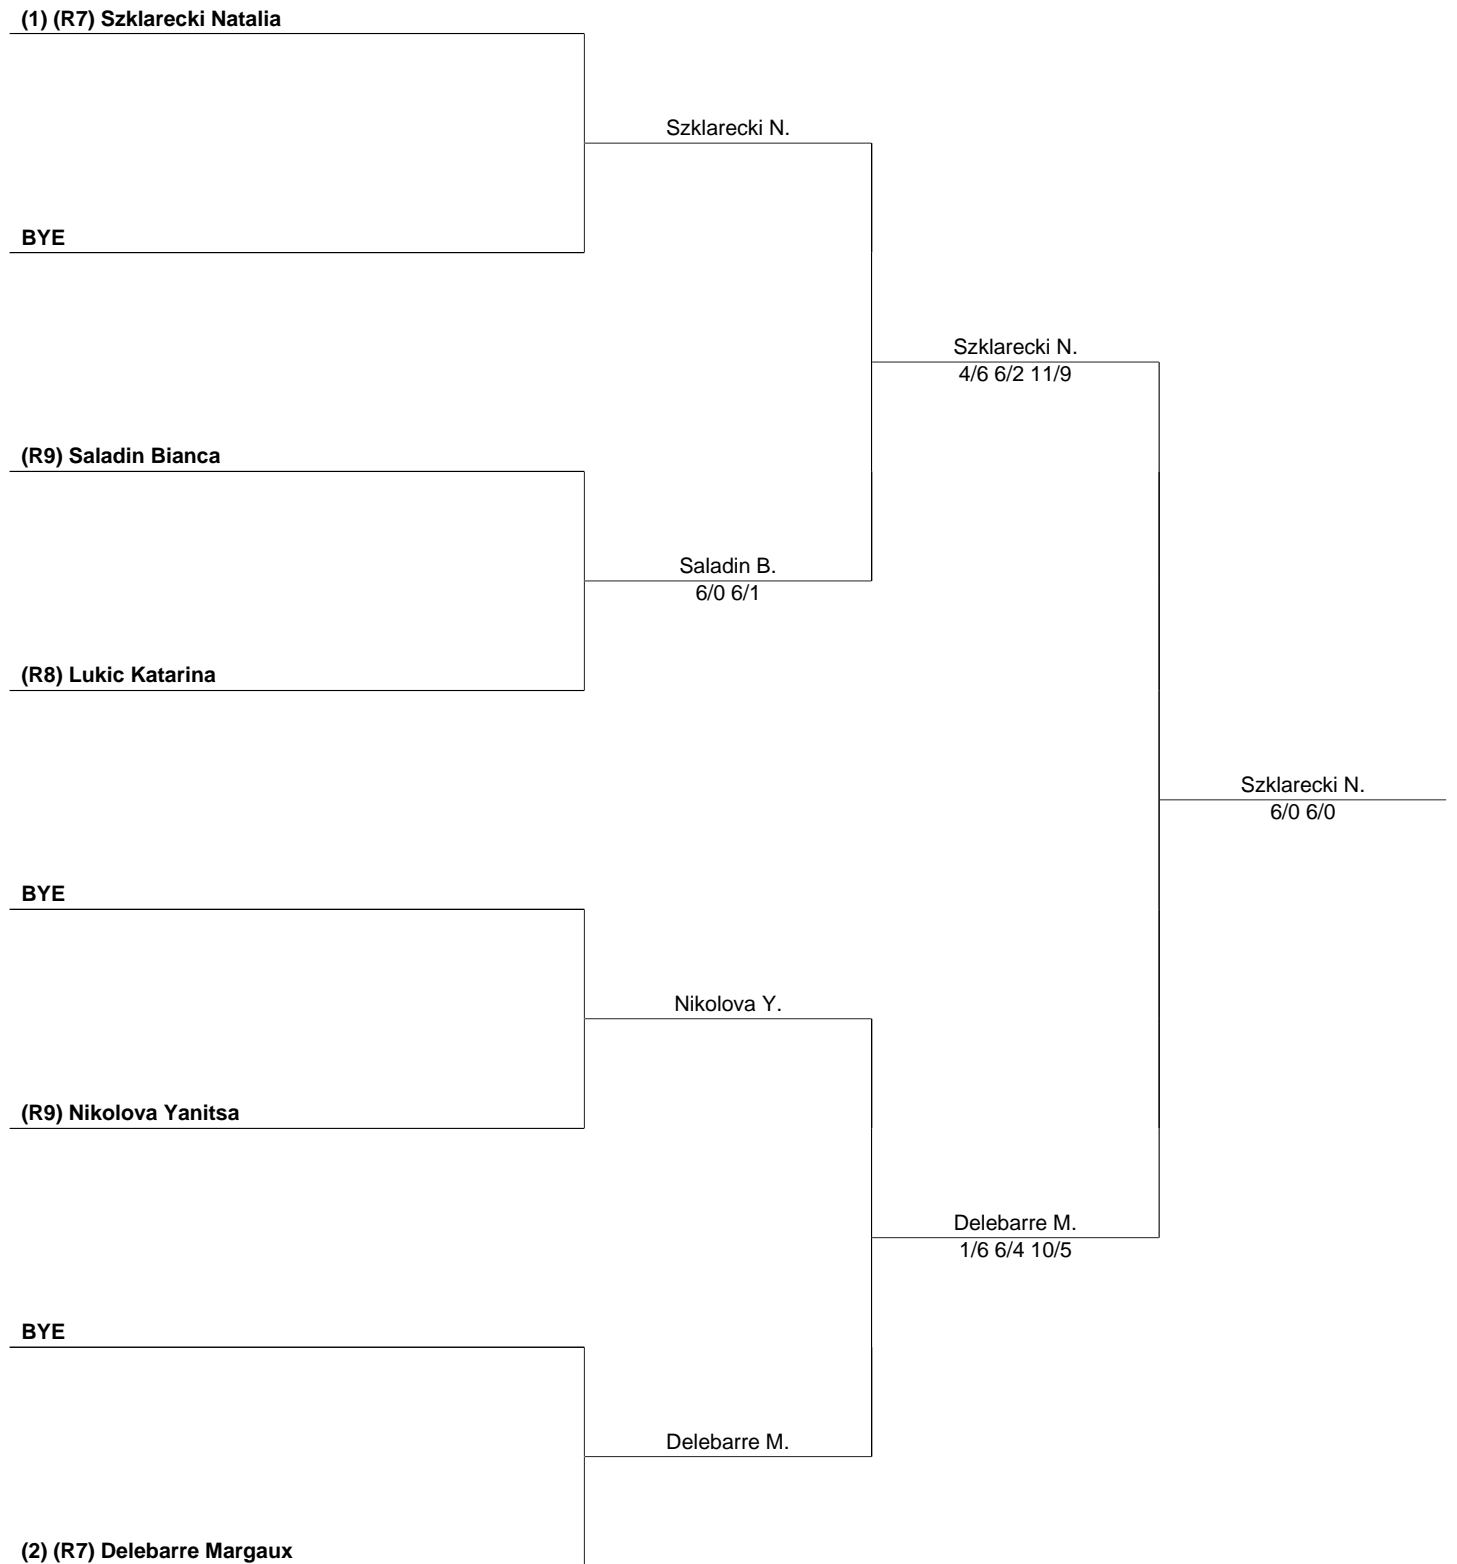 (1) (R7) Szklarecki Natalia
Szklarecki N.
BYE
Szklarecki N.
4/6 6/2 11/9
(R9) Saladin Bianca
Saladin B.
6/0 6/1
(R8) Lukic Katarina
Szklarecki N.
6/0 6/0
BYE
Nikolova Y.
(R9) Nikolova Yanitsa
Delebarre M.
1/6 6/4 10/5
BYE
Delebarre M.
(2) (R7) Delebarre Margaux